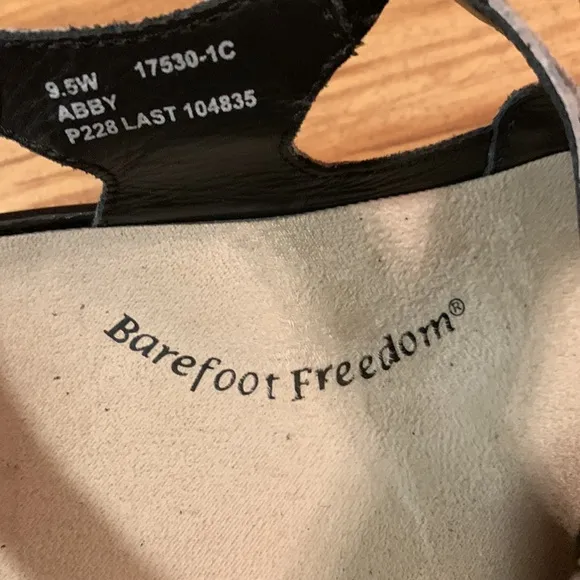 9.5W 17530-1C
ABBY
P228 LAST 104835
Barefoot Freedom®